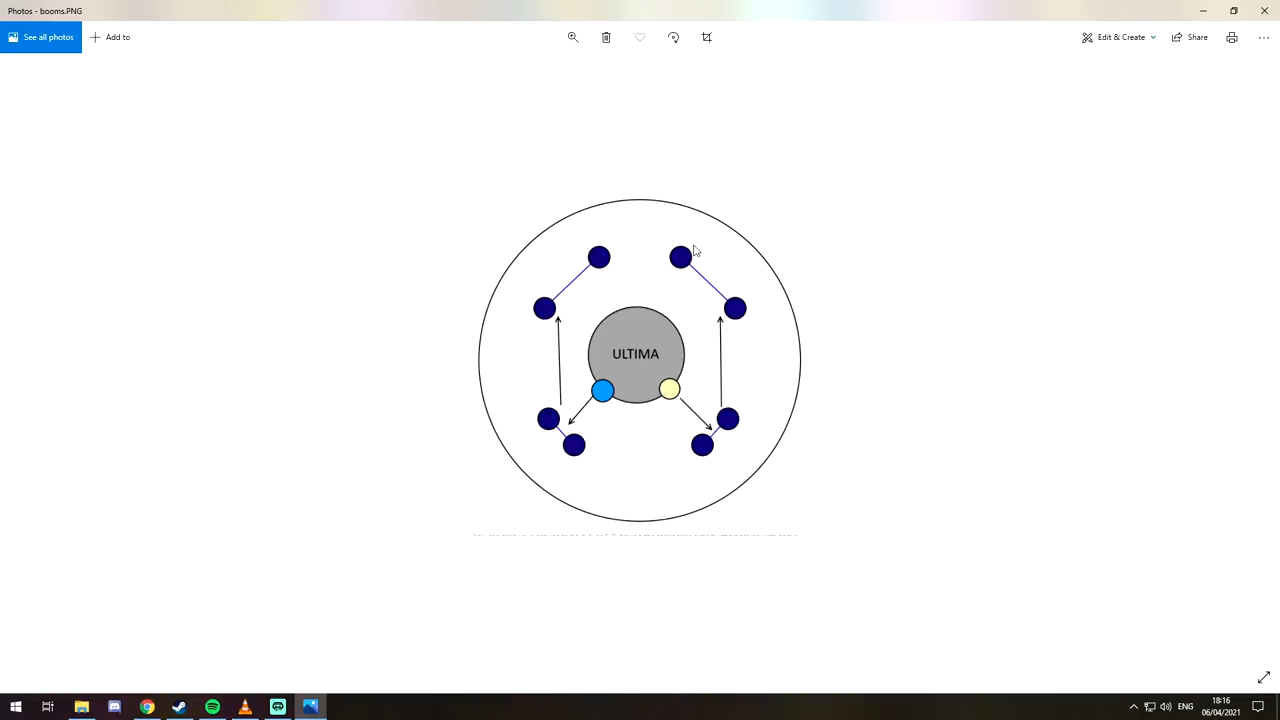 Photos - booms.PNG
See all photos
Add to
Edit & Create
Share
ULTIMA
ENG
18:16
06/04/2021